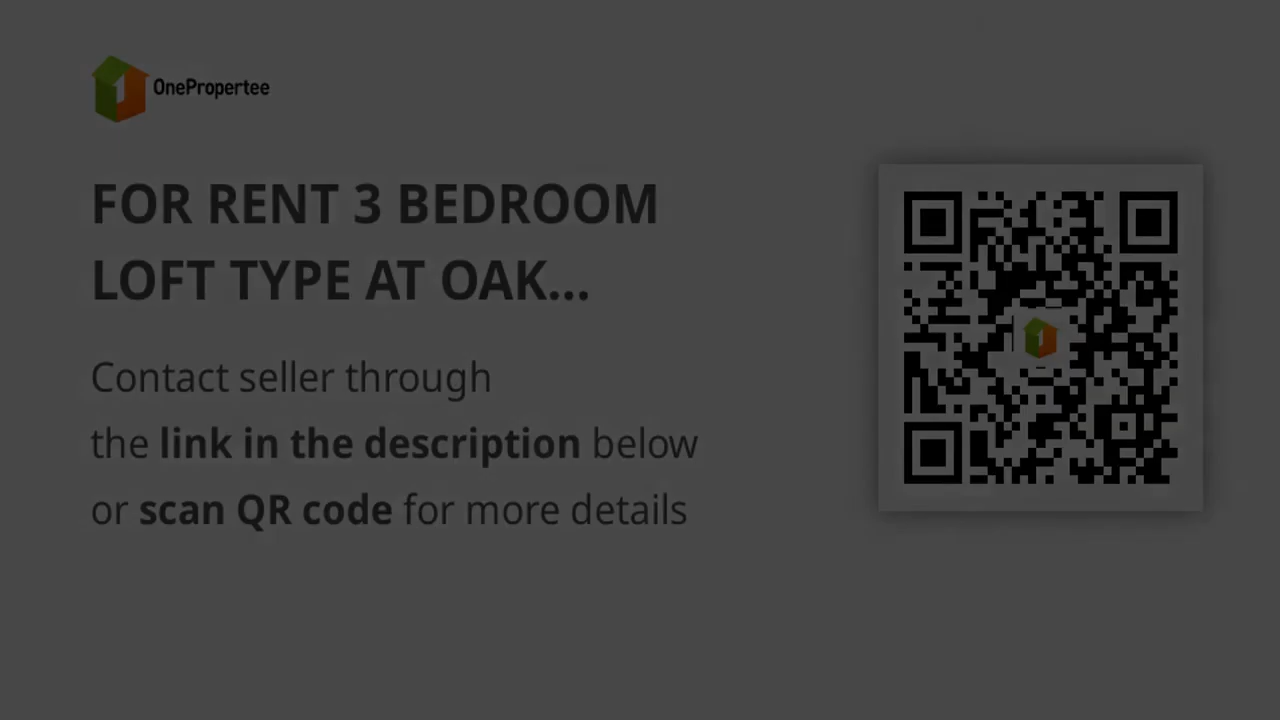 OnePropertee
FOR RENT 3 BEDROOM
LOFT TYPE AT OAK...
Contact seller through
the link in the description below
or scan QR code for more details